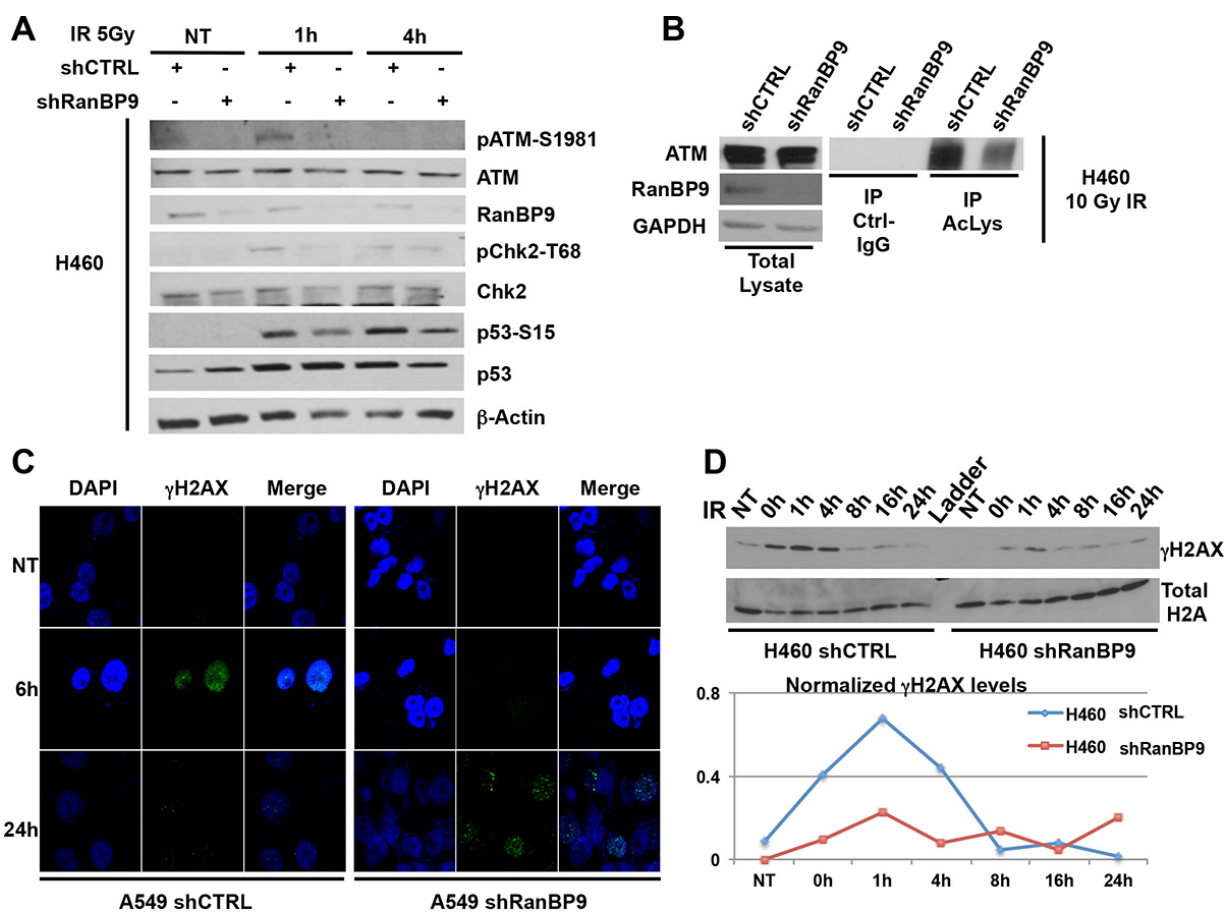 A
IR 5Gy NT 1h 4h
shCTRL + - + - + -
shRanBP9 - + - + - +
H460
pATM-S1981
ATM
RanBP9
pChk2-T68
Chk2
p53-S15
p53
β-Actin
B
shCTRL shRanBP9 shCTRL shRanBP9 shCTRL shRanBP9
ATM
RanBP9
GAPDH
Total
Lysate
IP
Ctrl-
IgG
IP
AcLys
H460
10 Gy IR
C
DAPI γH2AX Merge DAPI γH2AX Merge
NT
6h
24h
A549 shCTRL A549 shRanBP9
D
IR NT 0h 1h 4h 8h 16h 24h Ladder NT 0h 1h 4h 8h 16h 24h
γH2AX
Total
H2A
H460 shCTRL H460 shRanBP9
Normalized γH2AX levels
0.8
0.4
0
H460 shCTRL
H460 shRanBP9
NT 0h 1h 4h 8h 16h 24h